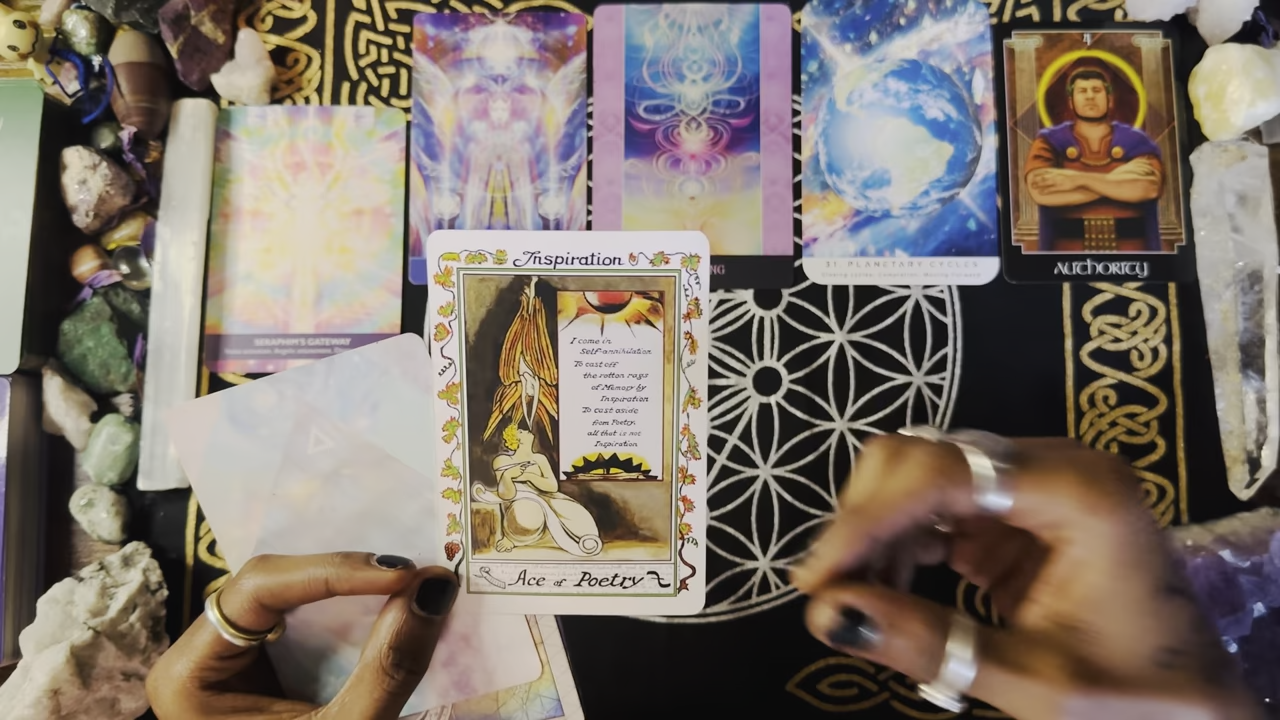 SERAPHIM'S GATEWAY
51 PLANETARY CYCLES
AUTHORITY
Inspiration
I come in
Self-annihilation
To cast off
the rotton rags
of Memory by
Inspiration
To cast aside
from Poetry
all that is not
Inspiration
Ace of Poetry